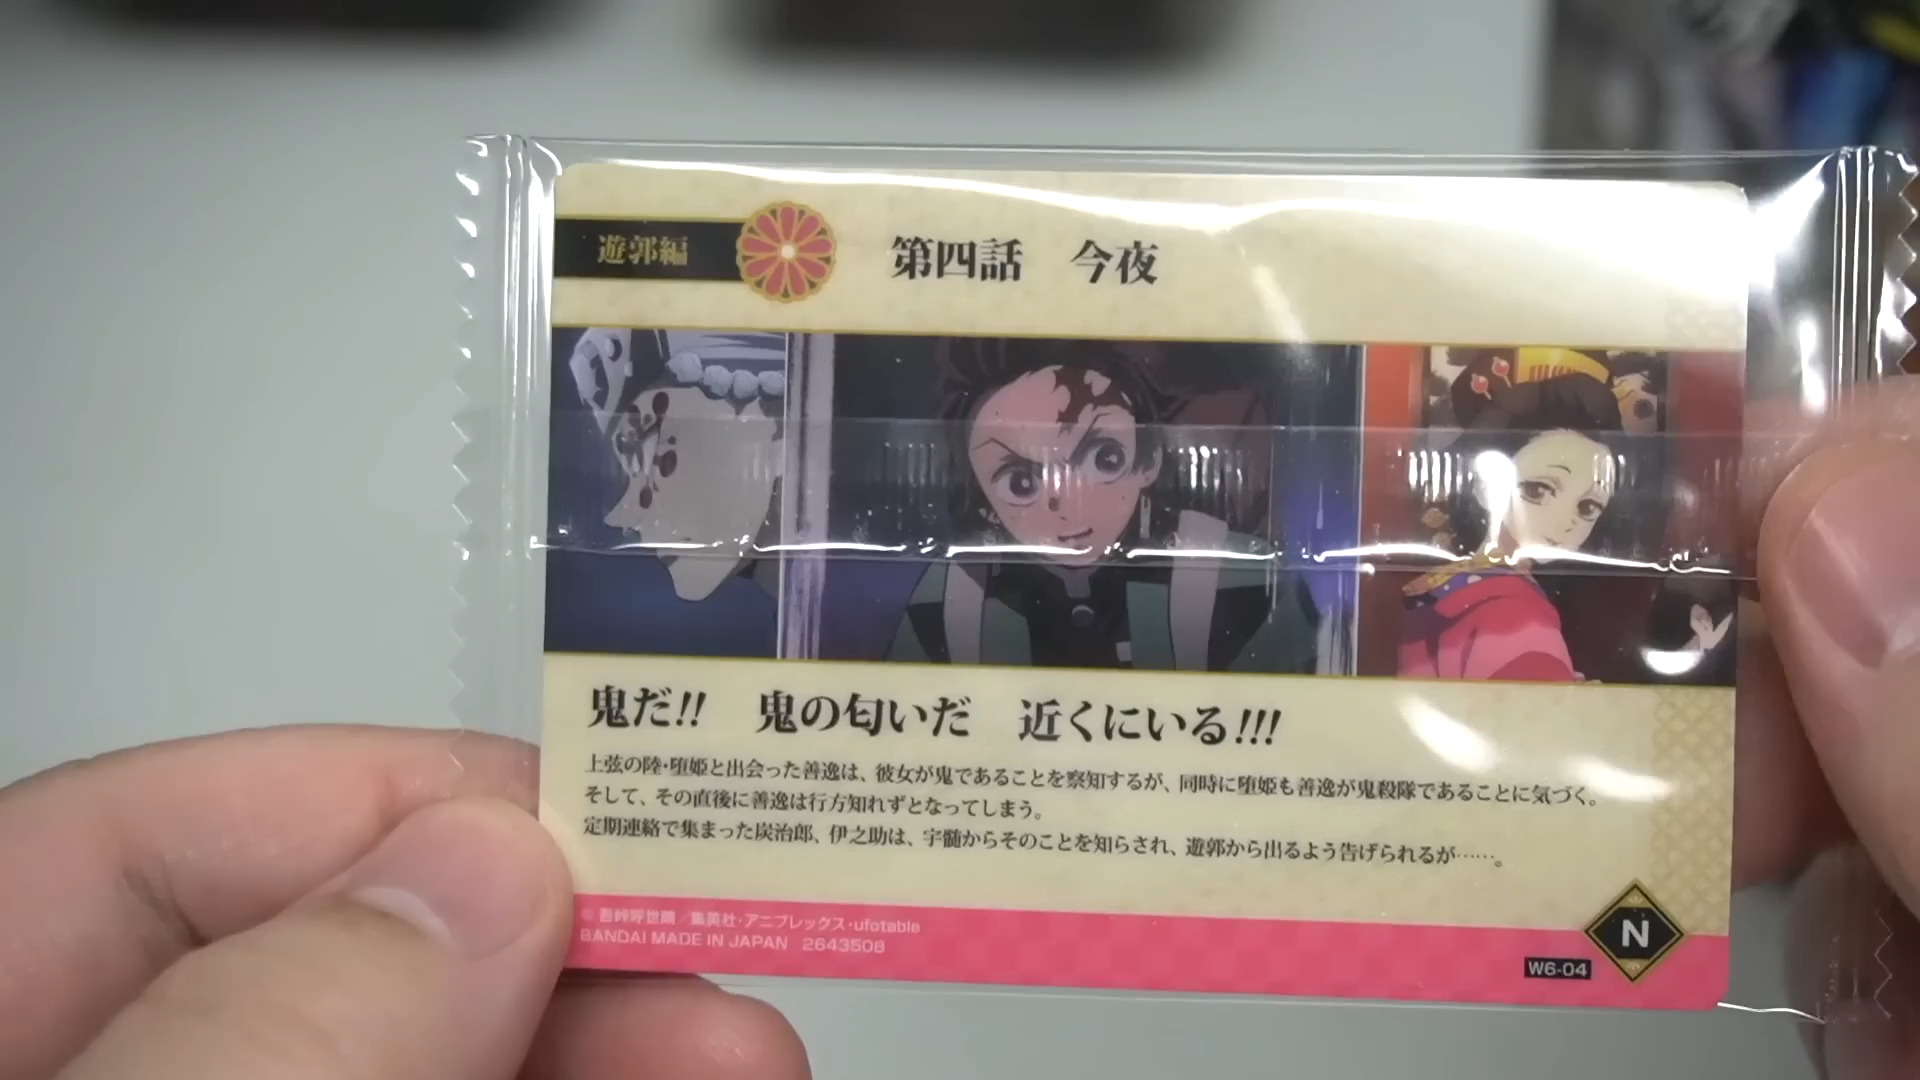 遊郭編
第四話　今夜
鬼だ!!　鬼の匂いだ　近くにいる!!!
上弦の陸・堕姫と出会った善逸は、彼女が鬼であることを察知するが、同時に堕姫も善逸が鬼殺隊であることに気づく。
そして、その直後に善逸は行方知れずとなってしまう。
定期連絡で集まった炭治郎、伊之助は、宇髄からそのことを知らされ、遊郭から出るよう告げられるが……。
© 吾峠呼世晴／集英社・アニプレックス・ufotable
BANDAI MADE IN JAPAN 2643508
W6-04
N